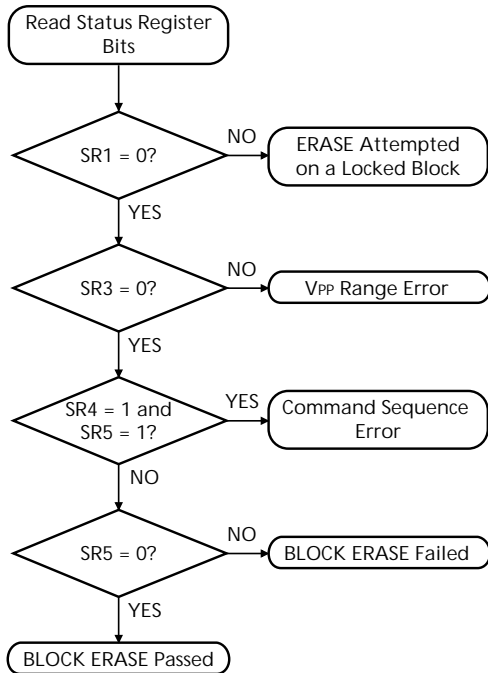 Read Status Register
Bits
SR1 = 0?
NO
ERASE Attempted
on a Locked Block
YES
SR3 = 0?
NO
VPP Range Error
YES
SR4 = 1 and
SR5 = 1?
YES
Command Sequence
Error
NO
SR5 = 0?
NO
BLOCK ERASE Failed
YES
BLOCK ERASE Passed